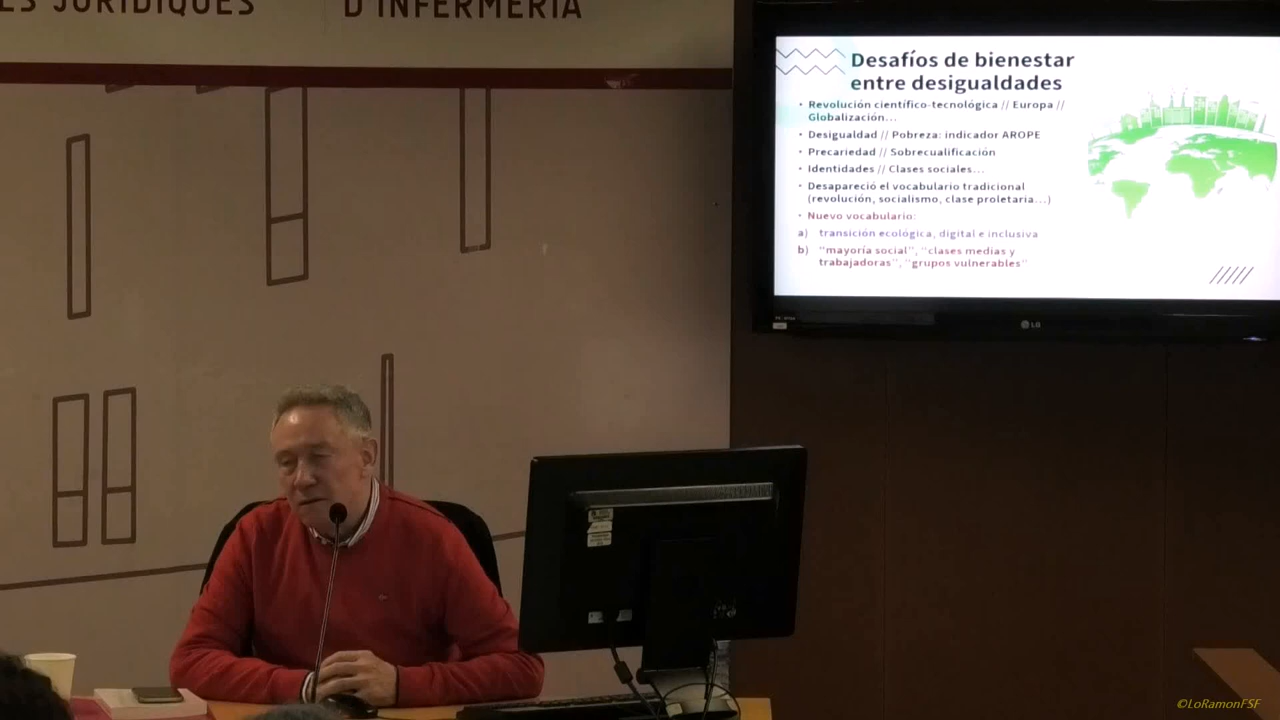 ES JURÍDIQUES
D'INFERMERIA
Desafíos de bienestar
entre desigualdades
• Revolución científico-tecnológica // Europa //
Globalización...
• Desigualdad // Pobreza: indicador AROPE
• Precariedad // Sobrecualificación
• Identidades // Clases sociales...
• Desapareció el vocabulario tradicional
(revolución, socialismo, clase proletaria...)
• Nuevo vocabulario:
a) transición ecológica, digital e inclusiva
b) "mayoría social", "clases medias y
trabajadoras", "grupos vulnerables"
LG
©LoRamonFSF